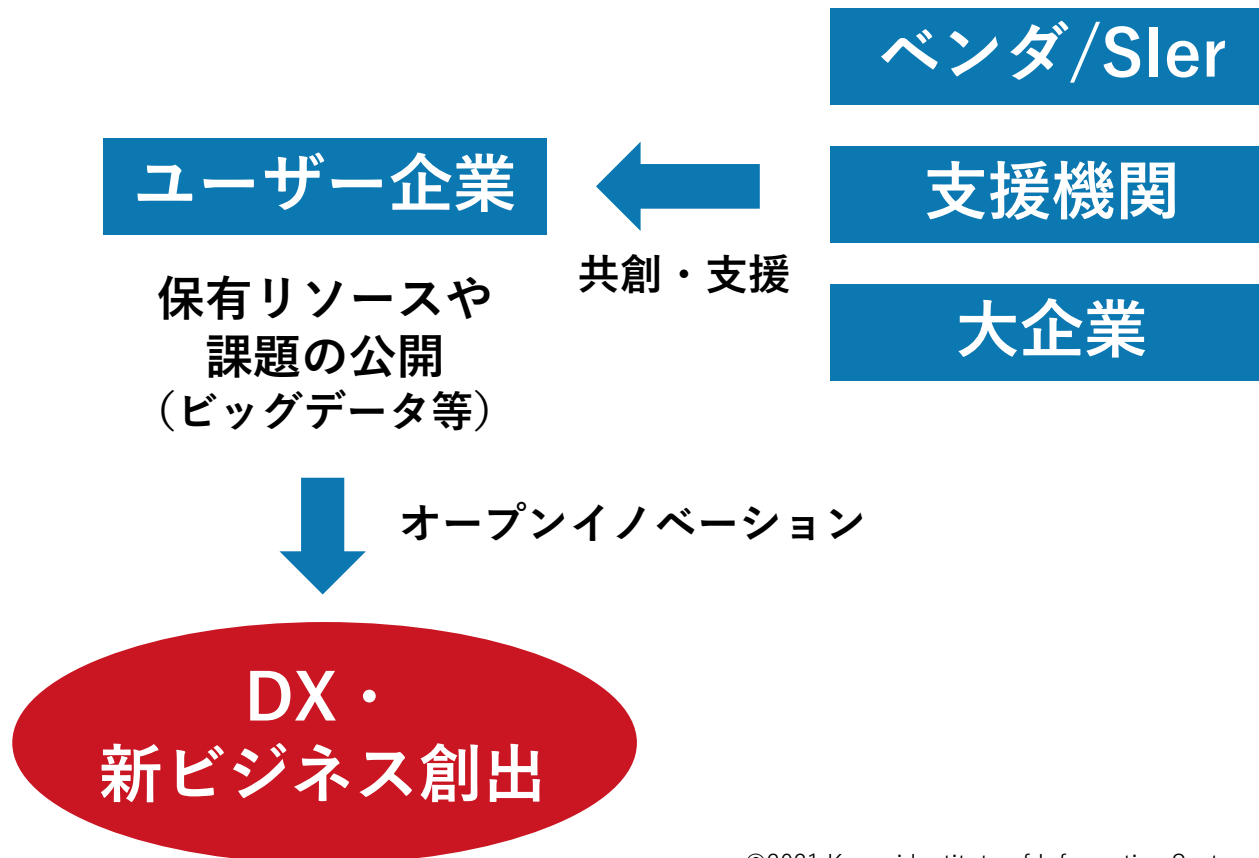 ベンダ/SIer
ユーザー企業
支援機関
共創・支援
大企業
保有リソースや
課題の公開
（ビッグデータ等）
オープンイノベーション
DX・
新ビジネス創出